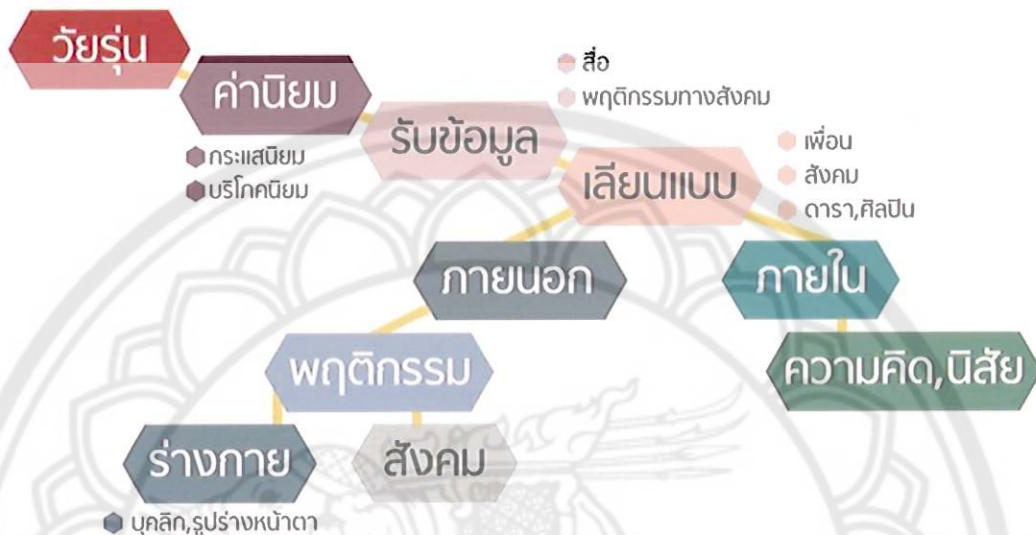 วัยรุ่น
ค่านิยม
กระแสนิยม
บริโภคนิยม
รับข้อมูล
สื่อ
พฤติกรรมทางสังคม
เลียนแบบ
เพื่อน
สังคม
ดารา,ศิลปิน
ภายนอก
ภายใน
พฤติกรรม
ความคิด,นิสัย
ร่างกาย
สังคม
บุคลิก,รูปร่างหน้าตา